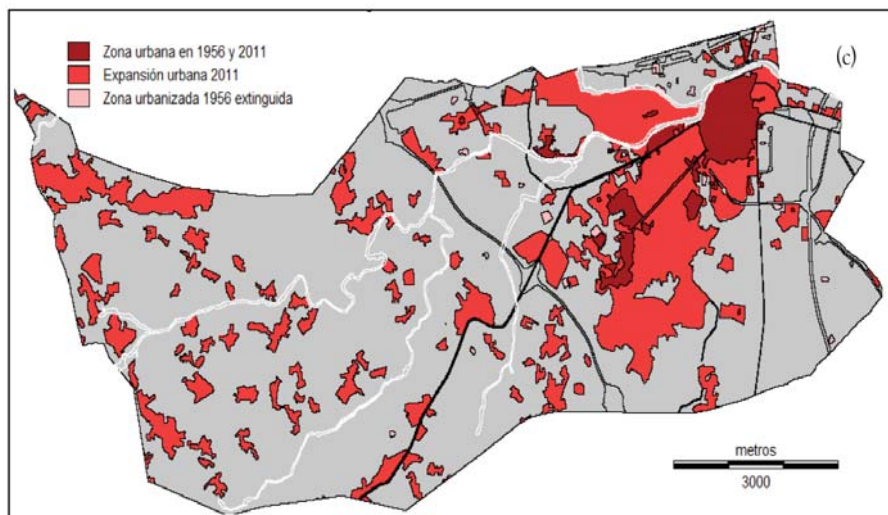 Zona urbana en 1956 y 2011
(c)
Expansión urbana 2011
Zona urbanizada 1956 extinguida
metros
3000